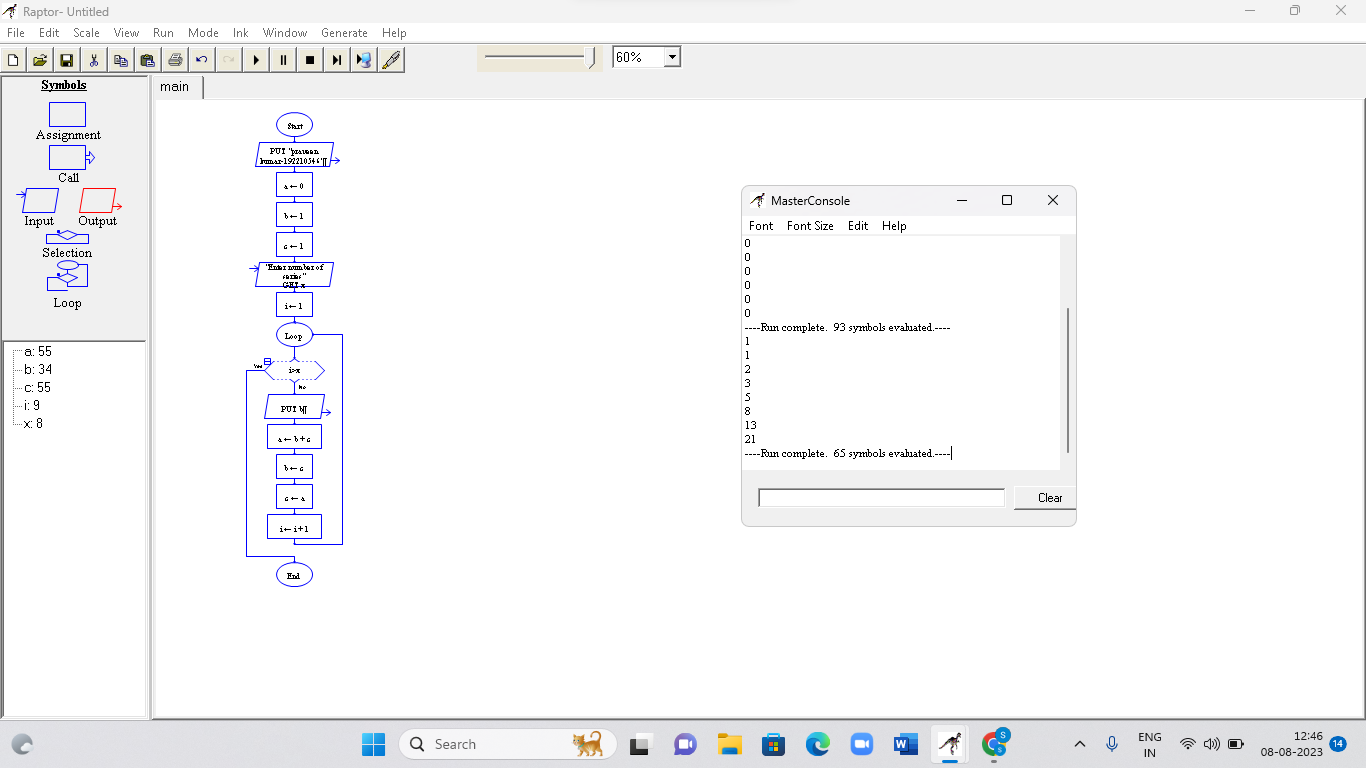 Raptor- Untitled
File Edit Scale View Run Mode Ink Window Generate Help
60%
Symbols
main
Assignment
Call
Input Output
Selection
Loop
a: 55
b: 34
c: 55
i: 9
x: 8
Start
PUT "praveen
kumar-192210546"¶
a ← 0
b ← 1
c ← 1
"Enter number of
series"
GET x
i ← 1
Loop
Yes
i>x
No
PUT b¶
a ← b + c
b ← c
c ← a
i ← i + 1
End
MasterConsole
Font Font Size Edit Help
0
0
0
0
0
0
----Run complete. 93 symbols evaluated.----
1
1
2
3
5
8
13
21
----Run complete. 65 symbols evaluated.----
Clear
Search
S
ENG
IN
12:46
08-08-2023
14